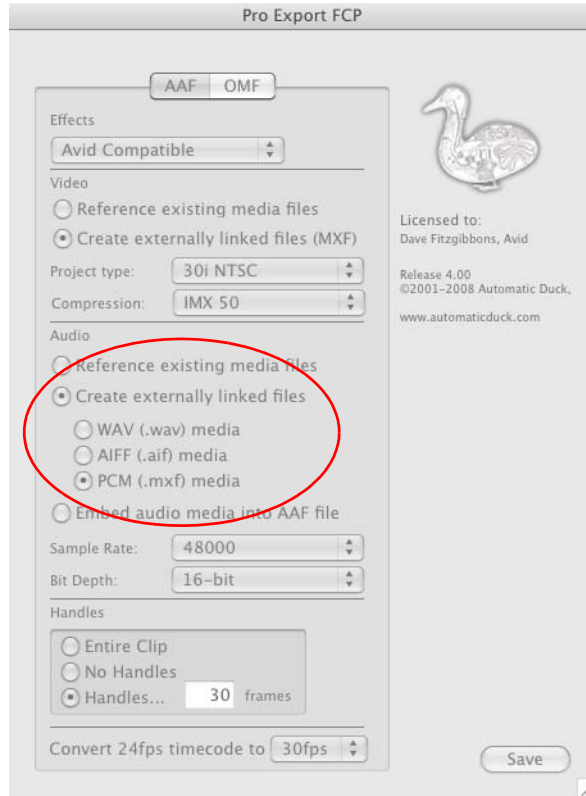 Pro Export FCP
AAF OMF
Effects
Avid Compatible
Video
Reference existing media files
Create externally linked files (MXF)
Project type: 30i NTSC
Compression: IMX 50
Audio
Reference existing media files
Create externally linked files
WAV (.wav) media
AIFF (.aif) media
PCM (.mxf) media
Embed audio media into AAF file
Sample Rate: 48000
Bit Depth: 16-bit
Handles
Entire Clip
No Handles
Handles... 30 frames
Convert 24fps timecode to 30fps
Licensed to:
Dave Fitzgibbons, Avid
Release 4.00
©2001-2008 Automatic Duck,
www.automaticduck.com
Save